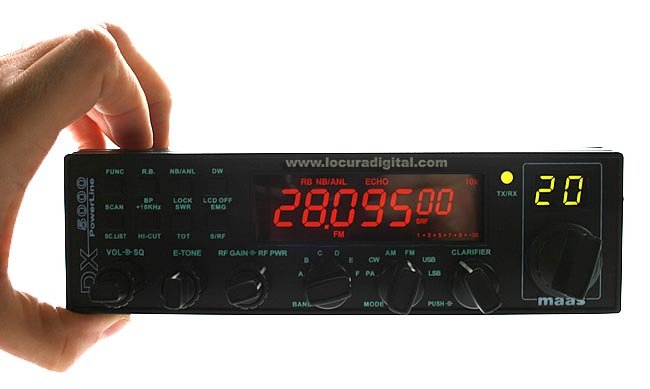 www.locuradigital.com
FUNC R.B. NB/ANL DW
RB NB/ANL ECHO 10k
TX/RX
20
SCAN BP +10KHz LOCK SWR LCD OFF EMG
28.09500
SRF
FM
1 • 3 • 5 • 7 • 9 • +30
SC.LIST HI-CUT TOT S/RF
DX 5000
PowerLine
VOL SQ E-TONE RF GAIN RF PWR
A B C D E F
BAND
PA CW AM FM USB LSB
MODE
CLARIFIER
PUSH
maas